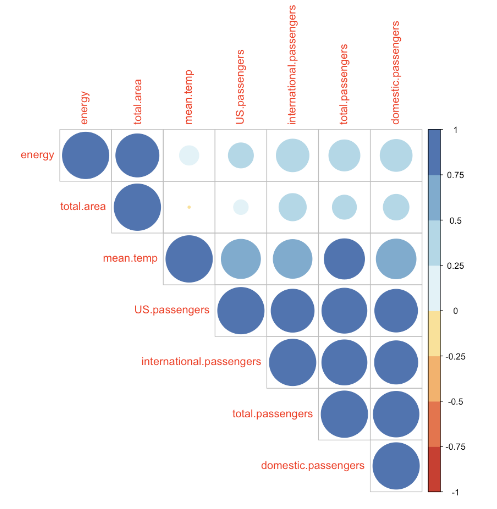 energy
total.area
mean.temp
US.passengers
international.passengers
total.passengers
domestic.passengers
energy
total.area
mean.temp
US.passengers
international.passengers
total.passengers
domestic.passengers
1
0.75
0.5
0.25
0
-0.25
-0.5
-0.75
-1